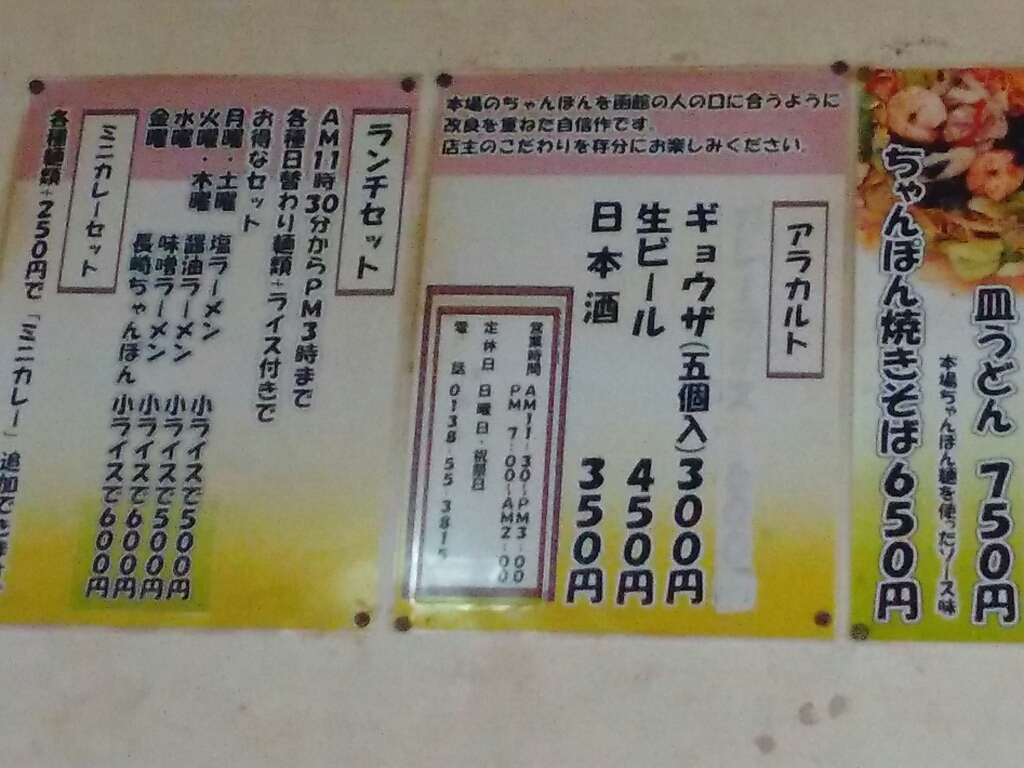 皿うどん 750円
本場ちゃんぽん麺を使ったソース味
ちゃんぽん焼きそば650円
本場のちゃんぽんを函館の人の口に合うように
改良を重ねた自信作です。
店主のこだわりを存分にお楽しみください。
アラカルト
ギョウザ(五個入)300円
生ビール 450円
日本酒 350円
営業時間 AM11:30~PM3:00
PM 7:00~AM2:00
定休日 日曜日・祝祭日
電 話 0138-55-3815
ランチセット
AM11時30分からPM3時まで
各種日替わり麺類+ライス付きで
お得なセット
月曜・土曜 塩ラーメン 小ライスで500円
火曜・木曜 醤油ラーメン 小ライスで500円
水曜 味噌ラーメン 小ライスで600円
金曜 長崎ちゃんぽん 小ライスで600円
ミニカレーセット
各種麺類+250円で「ミニカレー」追加できます